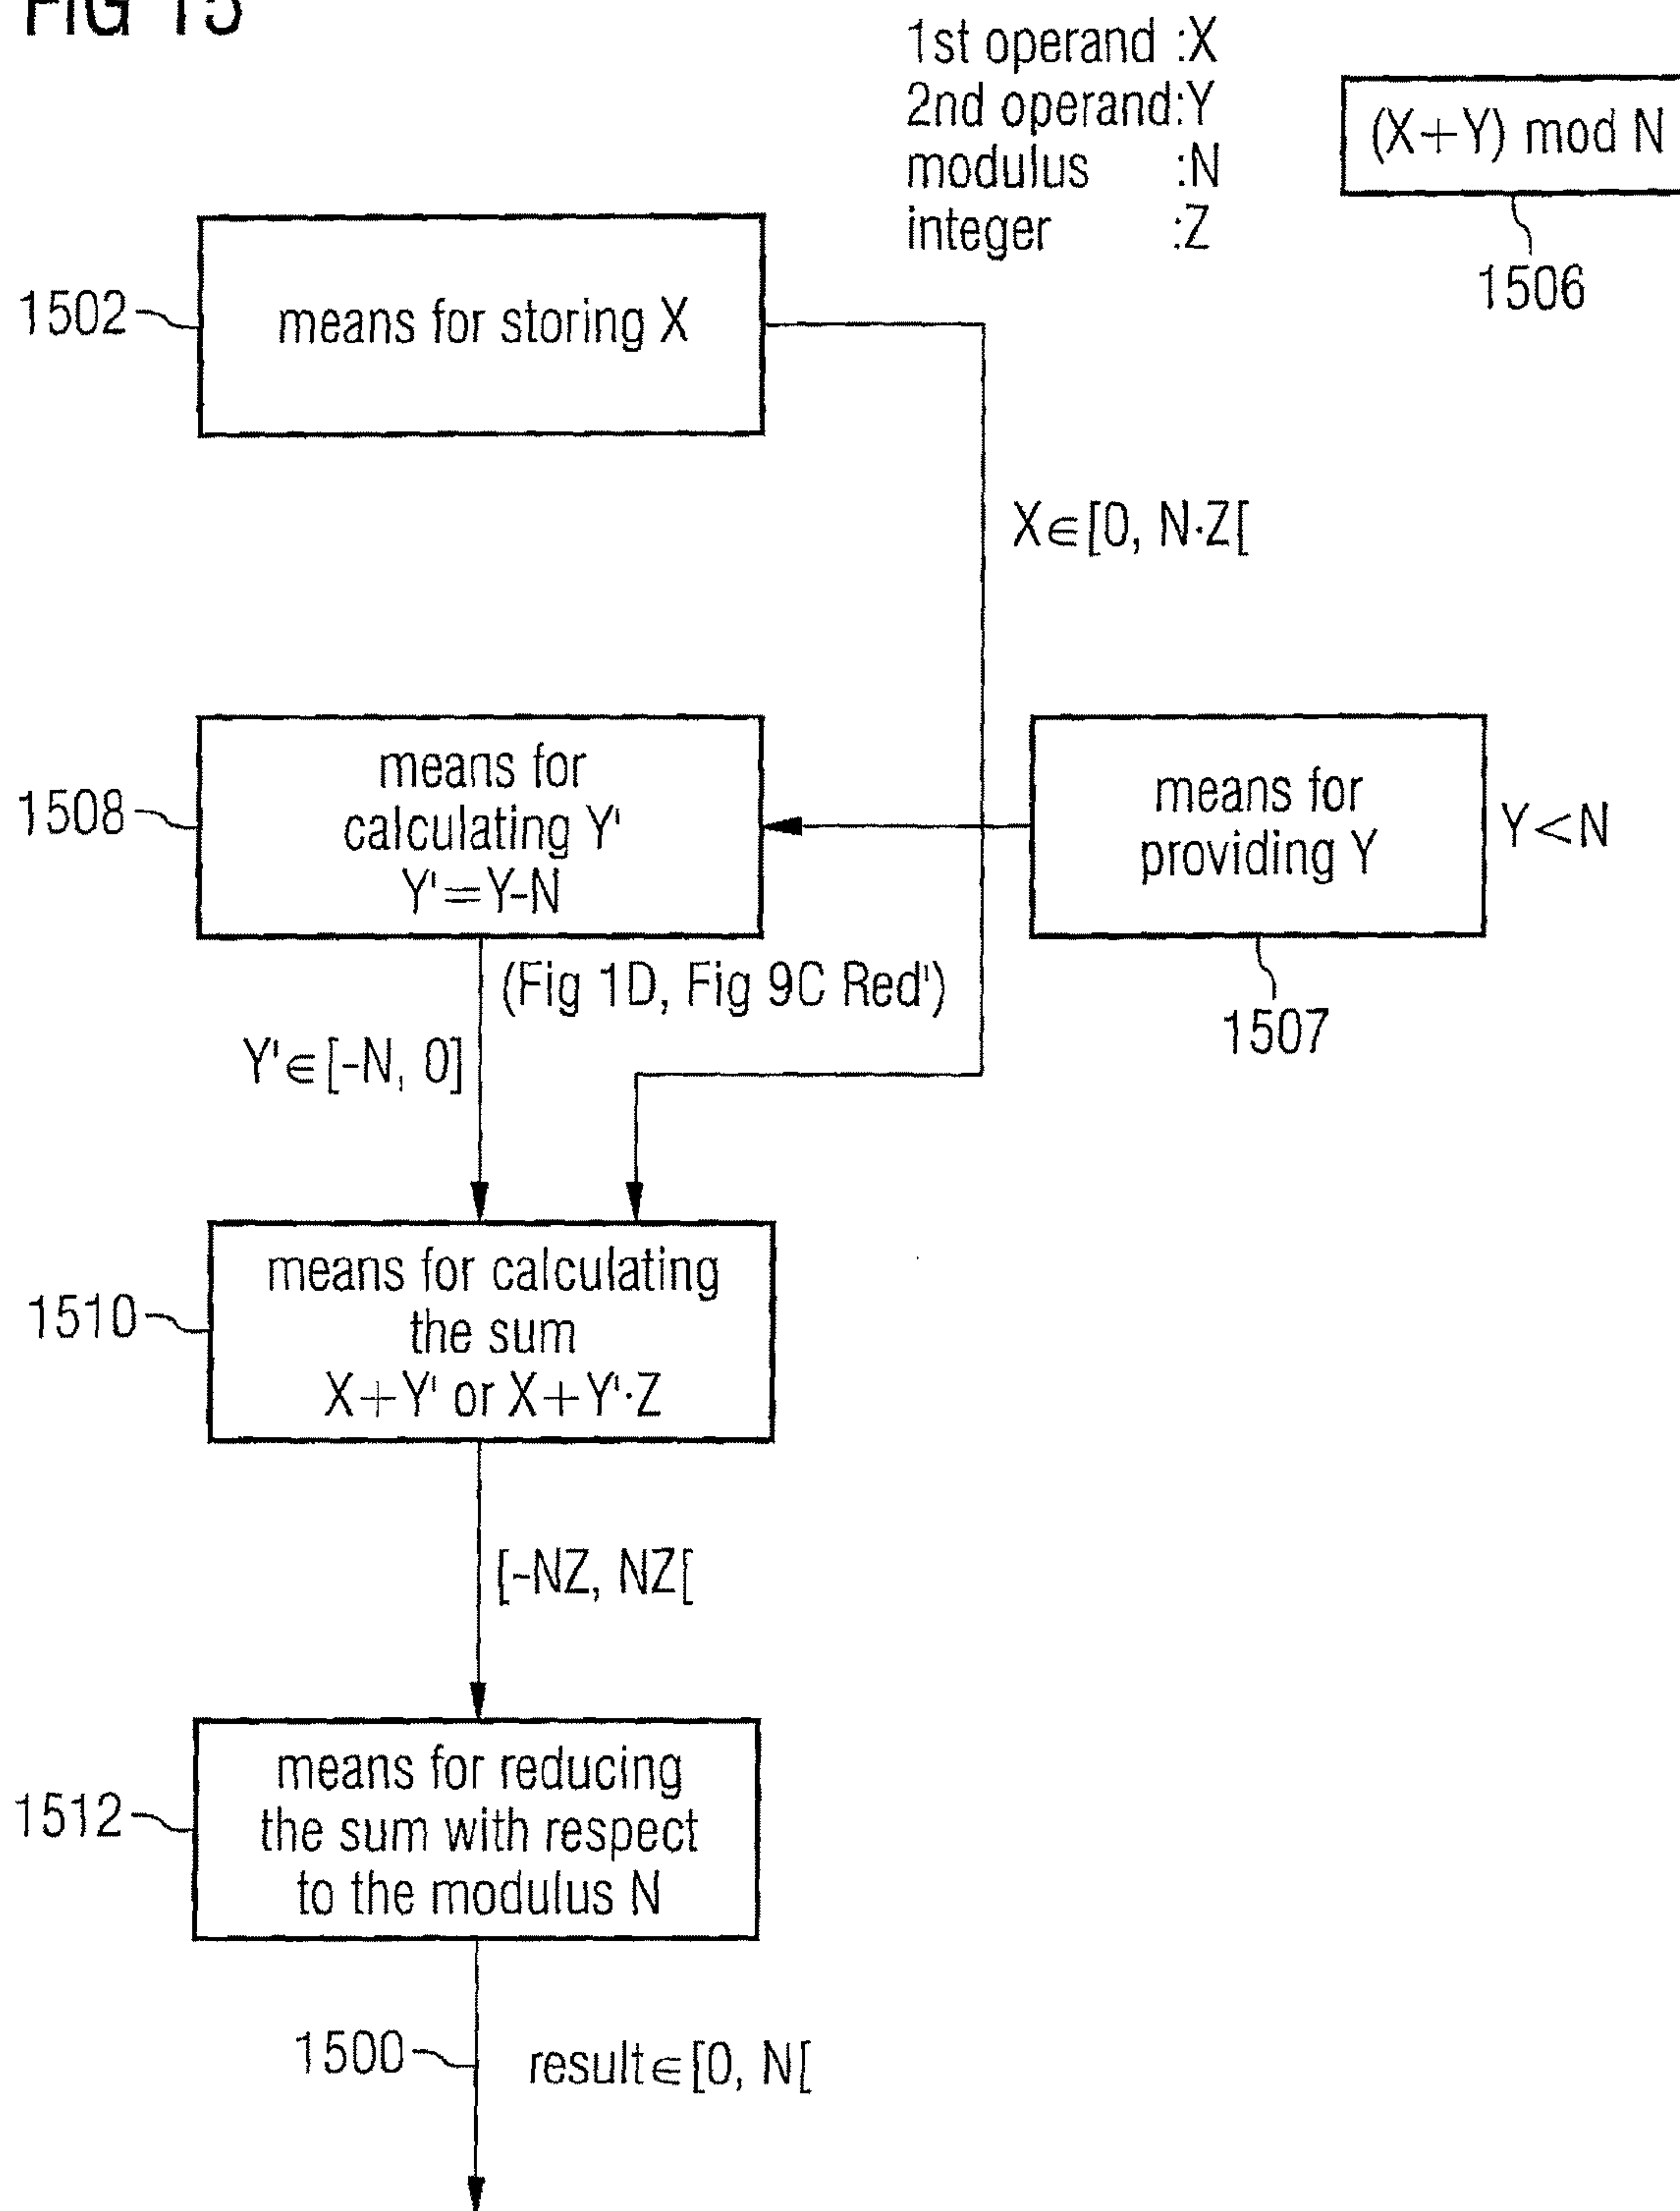 FIG 15
1st operand :X
2nd operand:Y
modulus :N
integer :Z
(X+Y) mod N
1506
1502
means for storing X
X∈[0, N·Z[
1508
means for
calculating Y'
Y'=Y-N
means for
providing Y
Y<N
1507
(Fig 1D, Fig 9C Red')
Y'∈[-N, 0]
1510
means for calculating
the sum
X+Y' or X+Y'·Z
[-NZ, NZ[
1512
means for reducing
the sum with respect
to the modulus N
1500
result∈[0, N[